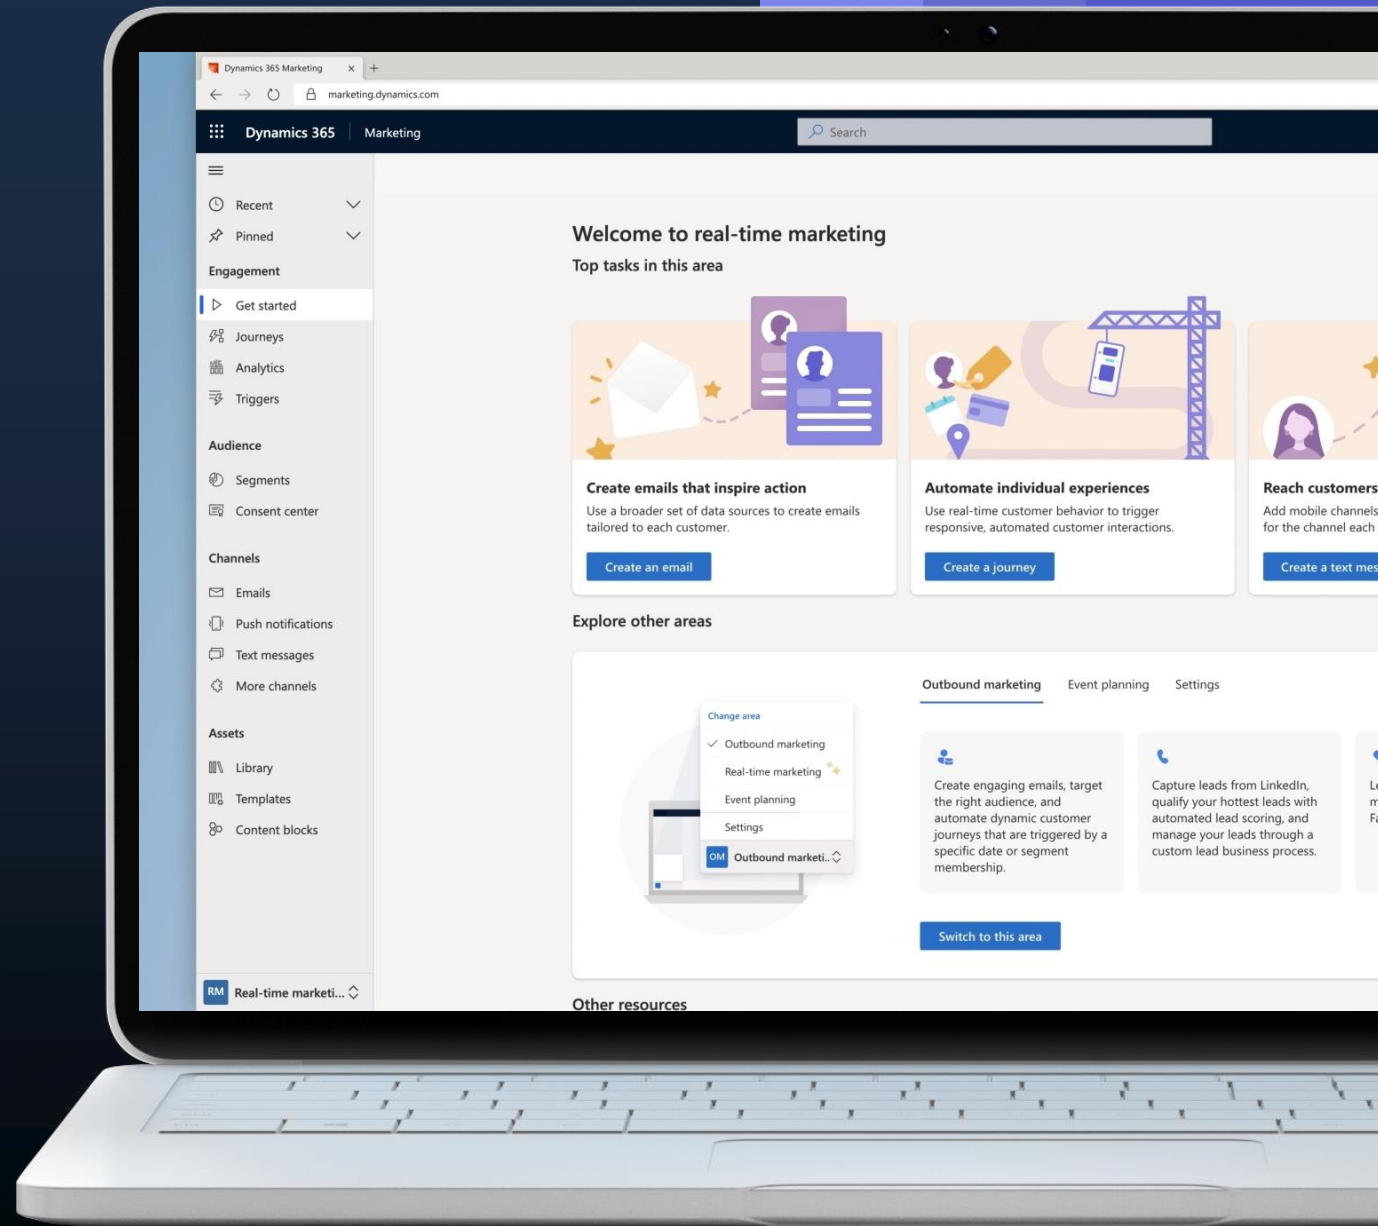 Dynamics 365 Marketing
marketing.dynamics.com
Dynamics 365 Marketing
Search
Recent
Pinned
Engagement
Get started
Journeys
Analytics
Triggers
Audience
Segments
Consent center
Channels
Emails
Push notifications
Text messages
More channels
Assets
Library
Templates
Content blocks
RM Real-time marketi...
Welcome to real-time marketing
Top tasks in this area
Create emails that inspire action
Use a broader set of data sources to create emails
tailored to each customer.
Create an email
Automate individual experiences
Use real-time customer behavior to trigger
responsive, automated customer interactions.
Create a journey
Reach customers
Add mobile channels
for the channel each
Create a text mes
Explore other areas
Change area
Outbound marketing
Real-time marketing
Event planning
Settings
OM Outbound marketi..
Outbound marketing Event planning Settings
Create engaging emails, target
the right audience, and
automate dynamic customer
journeys that are triggered by a
specific date or segment
membership.
Capture leads from LinkedIn,
qualify your hottest leads with
automated lead scoring, and
manage your leads through a
custom lead business process.
Switch to this area
Other resources